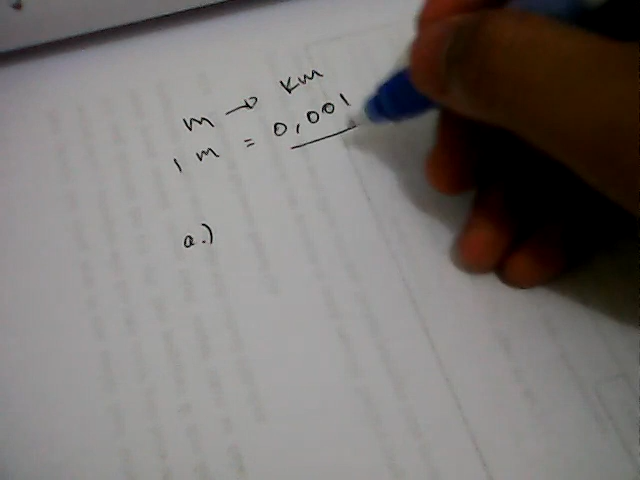 m → km
1 m = 0,001
a.)